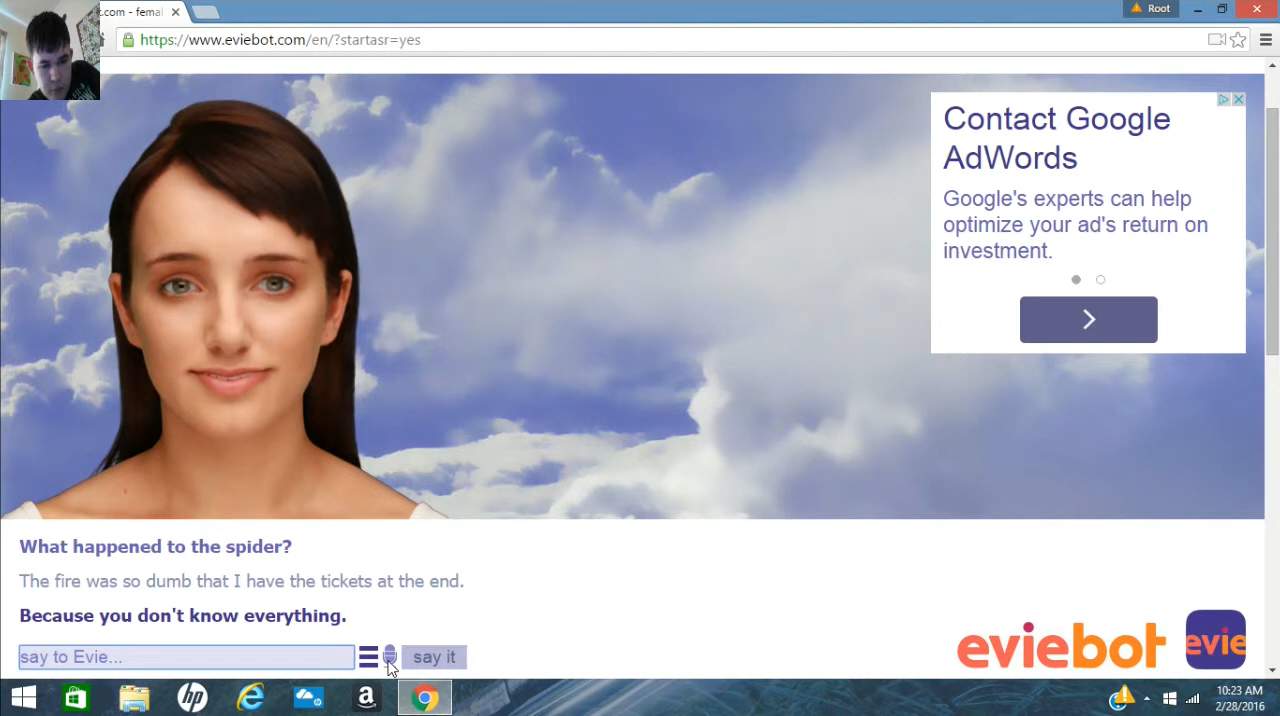 .com - femal
Root
https://www.eviebot.com/en/?startasr=yes
Contact Google
AdWords
Google's experts can help
optimize your ad's return on
investment.
What happened to the spider?
The fire was so dumb that I have the tickets at the end.
Because you don't know everything.
say to Evie...
say it
eviebot
evie
hp
a
10:23 AM
2/28/2016